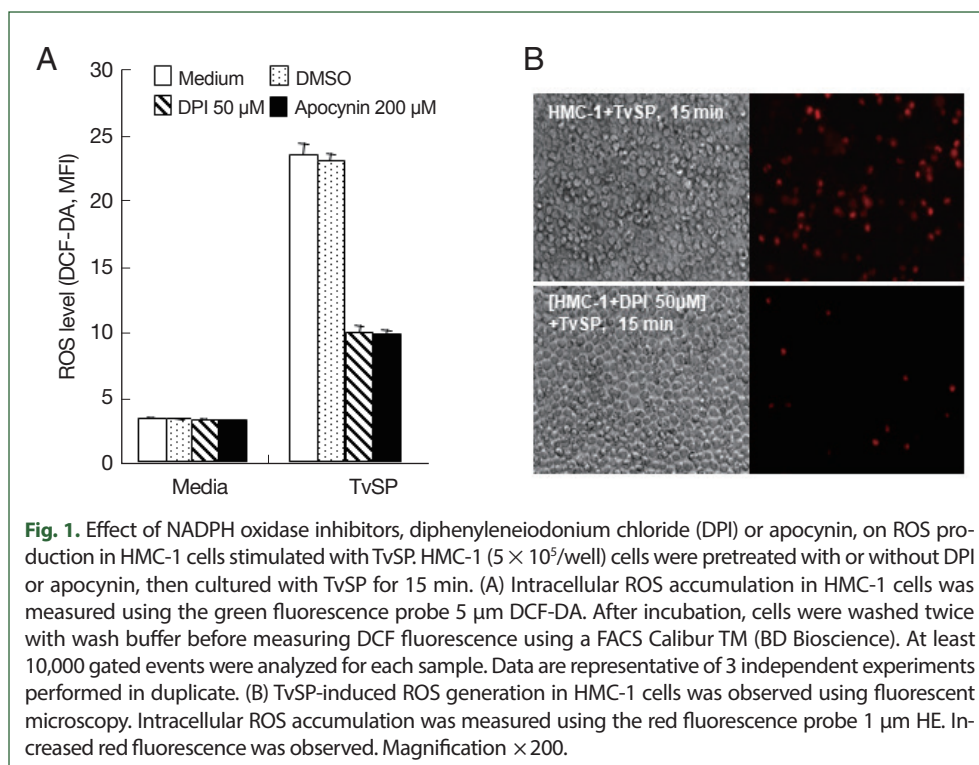 A
ROS level (DCF-DA, MFI)
30
25
20
15
10
5
0
Medium
DMSO
DPI 50 µM
Apocynin 200 µM
Media
TvSP
B
HMC-1+TvSP, 15 min
[HMC-1+DPI 50µM]
+TvSP, 15 min
Fig. 1. Effect of NADPH oxidase inhibitors, diphenyleneiodonium chloride (DPI) or apocynin, on ROS pro-
duction in HMC-1 cells stimulated with TvSP. HMC-1 (5 × 10⁵/well) cells were pretreated with or without DPI
or apocynin, then cultured with TvSP for 15 min. (A) Intracellular ROS accumulation in HMC-1 cells was
measured using the green fluorescence probe 5 µm DCF-DA. After incubation, cells were washed twice
with wash buffer before measuring DCF fluorescence using a FACS Calibur TM (BD Bioscience). At least
10,000 gated events were analyzed for each sample. Data are representative of 3 independent experiments
performed in duplicate. (B) TvSP-induced ROS generation in HMC-1 cells was observed using fluorescent
microscopy. Intracellular ROS accumulation was measured using the red fluorescence probe 1 µm HE. In-
creased red fluorescence was observed. Magnification ×200.